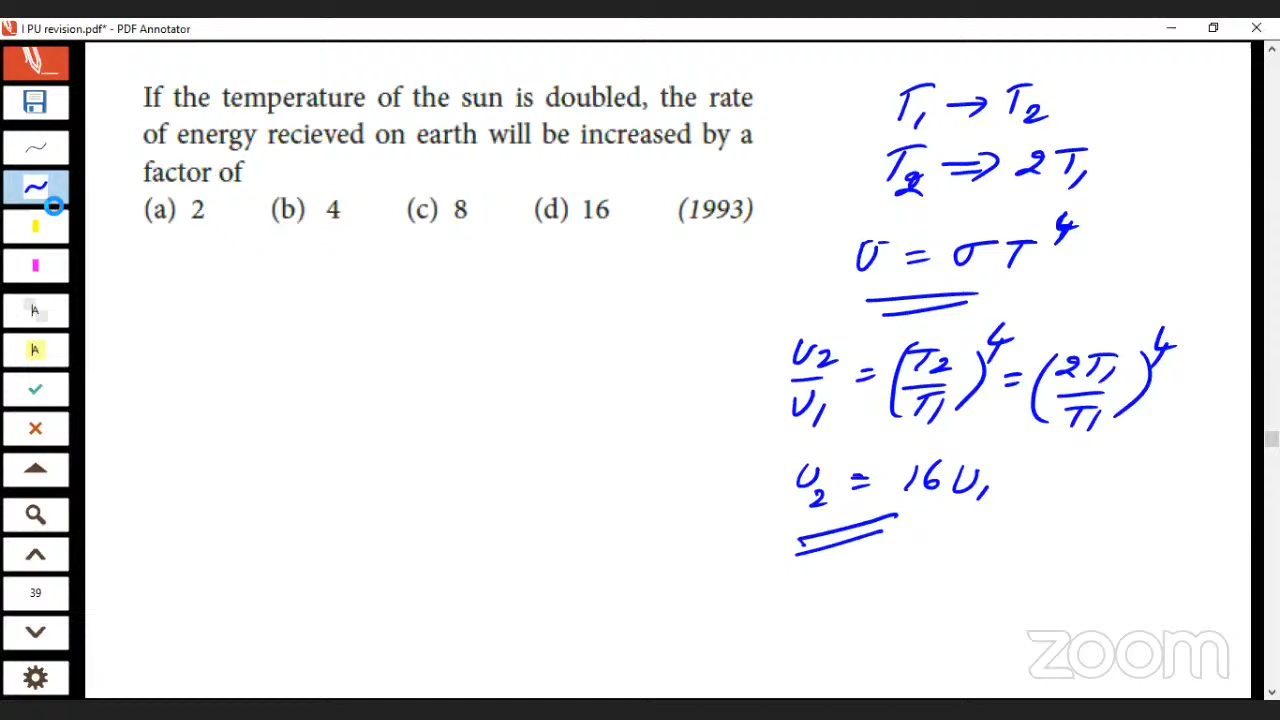 I PU revision.pdf* - PDF Annotator
If the temperature of the sun is doubled, the rate
of energy recieved on earth will be increased by a
factor of
(a) 2 (b) 4 (c) 8 (d) 16 (1993)
T₁ → T₂
T₂ ⇒ 2T₁
U = σT⁴
U₂/U₁ = (T₂/T₁)⁴ = (2T₁/T₁)⁴
U₂ = 16U₁
39
zoom